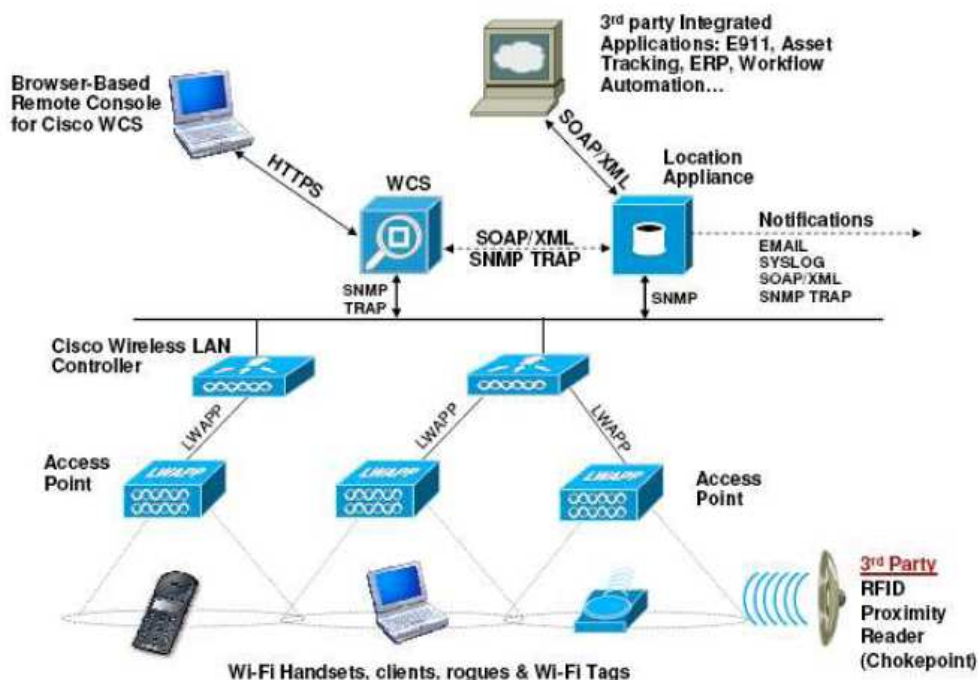 3rd party Integrated
Applications: E911, Asset
Tracking, ERP, Workflow
Automation...
Browser-Based
Remote Console
for Cisco WCS
HTTPS
SOAP/XML
WCS
Location
Appliance
SOAP/XML
SNMP TRAP
Notifications
EMAIL
SYSLOG
SOAP/XML
SNMP TRAP
SNMP
TRAP
SNMP
Cisco Wireless LAN
Controller
LWAPP
LWAPP
LWAPP
Access
Point
LWAPP
LWAPP
LWAPP
Access
Point
3rd Party
RFID
Proximity
Reader
(Chokepoint)
Wi-Fi Handsets, clients, rogues & Wi-Fi Tags